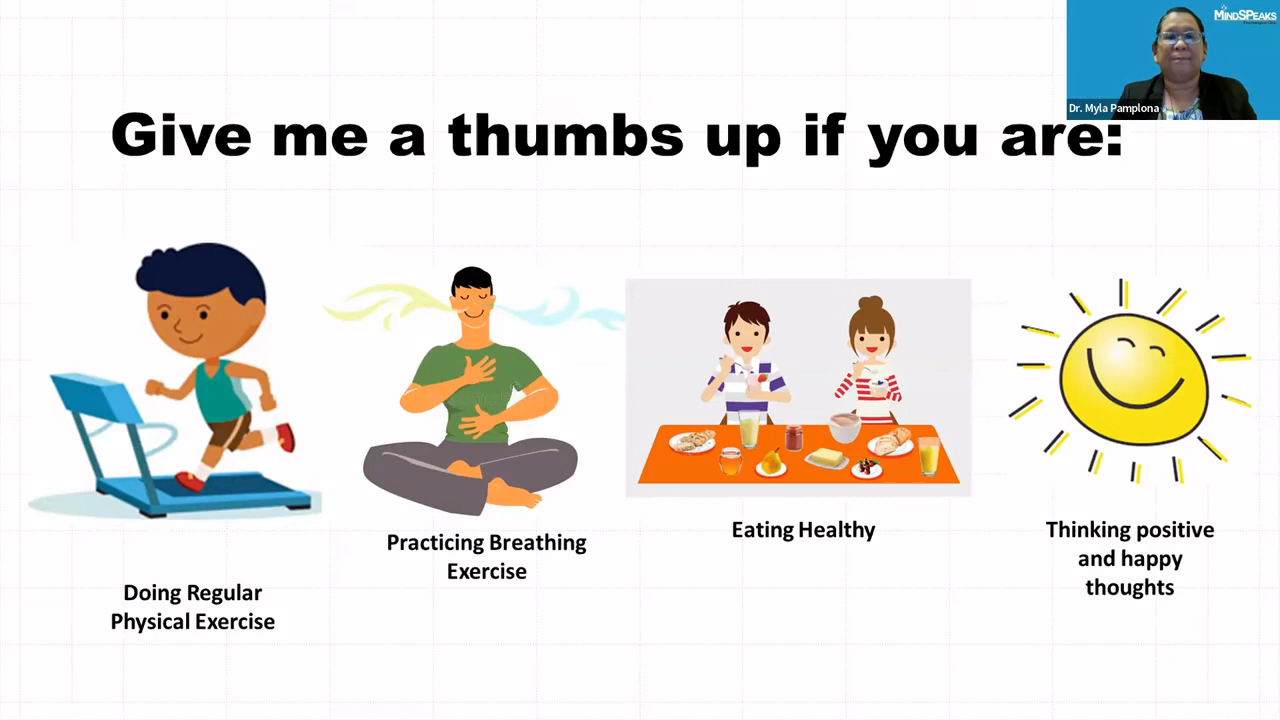 MINDSPEAKS
Dr. Myla Pamplona
Give me a thumbs up if you are:
Doing Regular
Physical Exercise
Practicing Breathing
Exercise
Eating Healthy
Thinking positive
and happy
thoughts